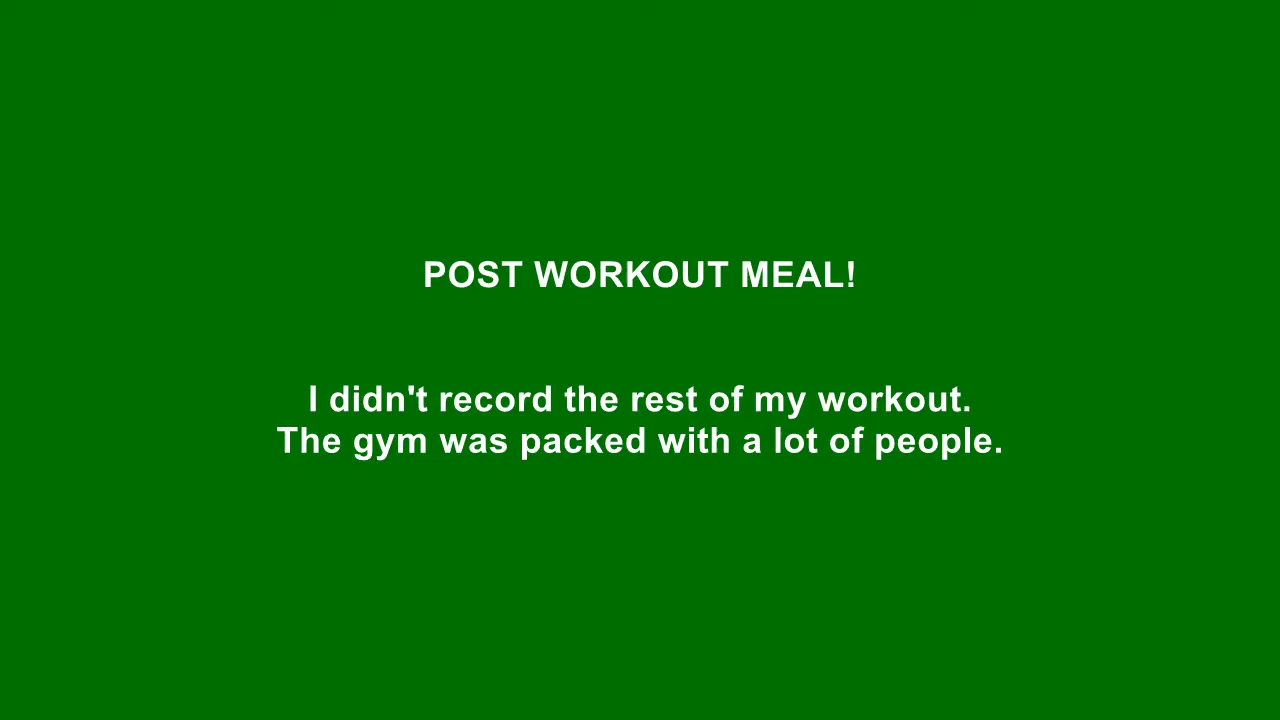 POST WORKOUT MEAL!
I didn't record the rest of my workout.
The gym was packed with a lot of people.